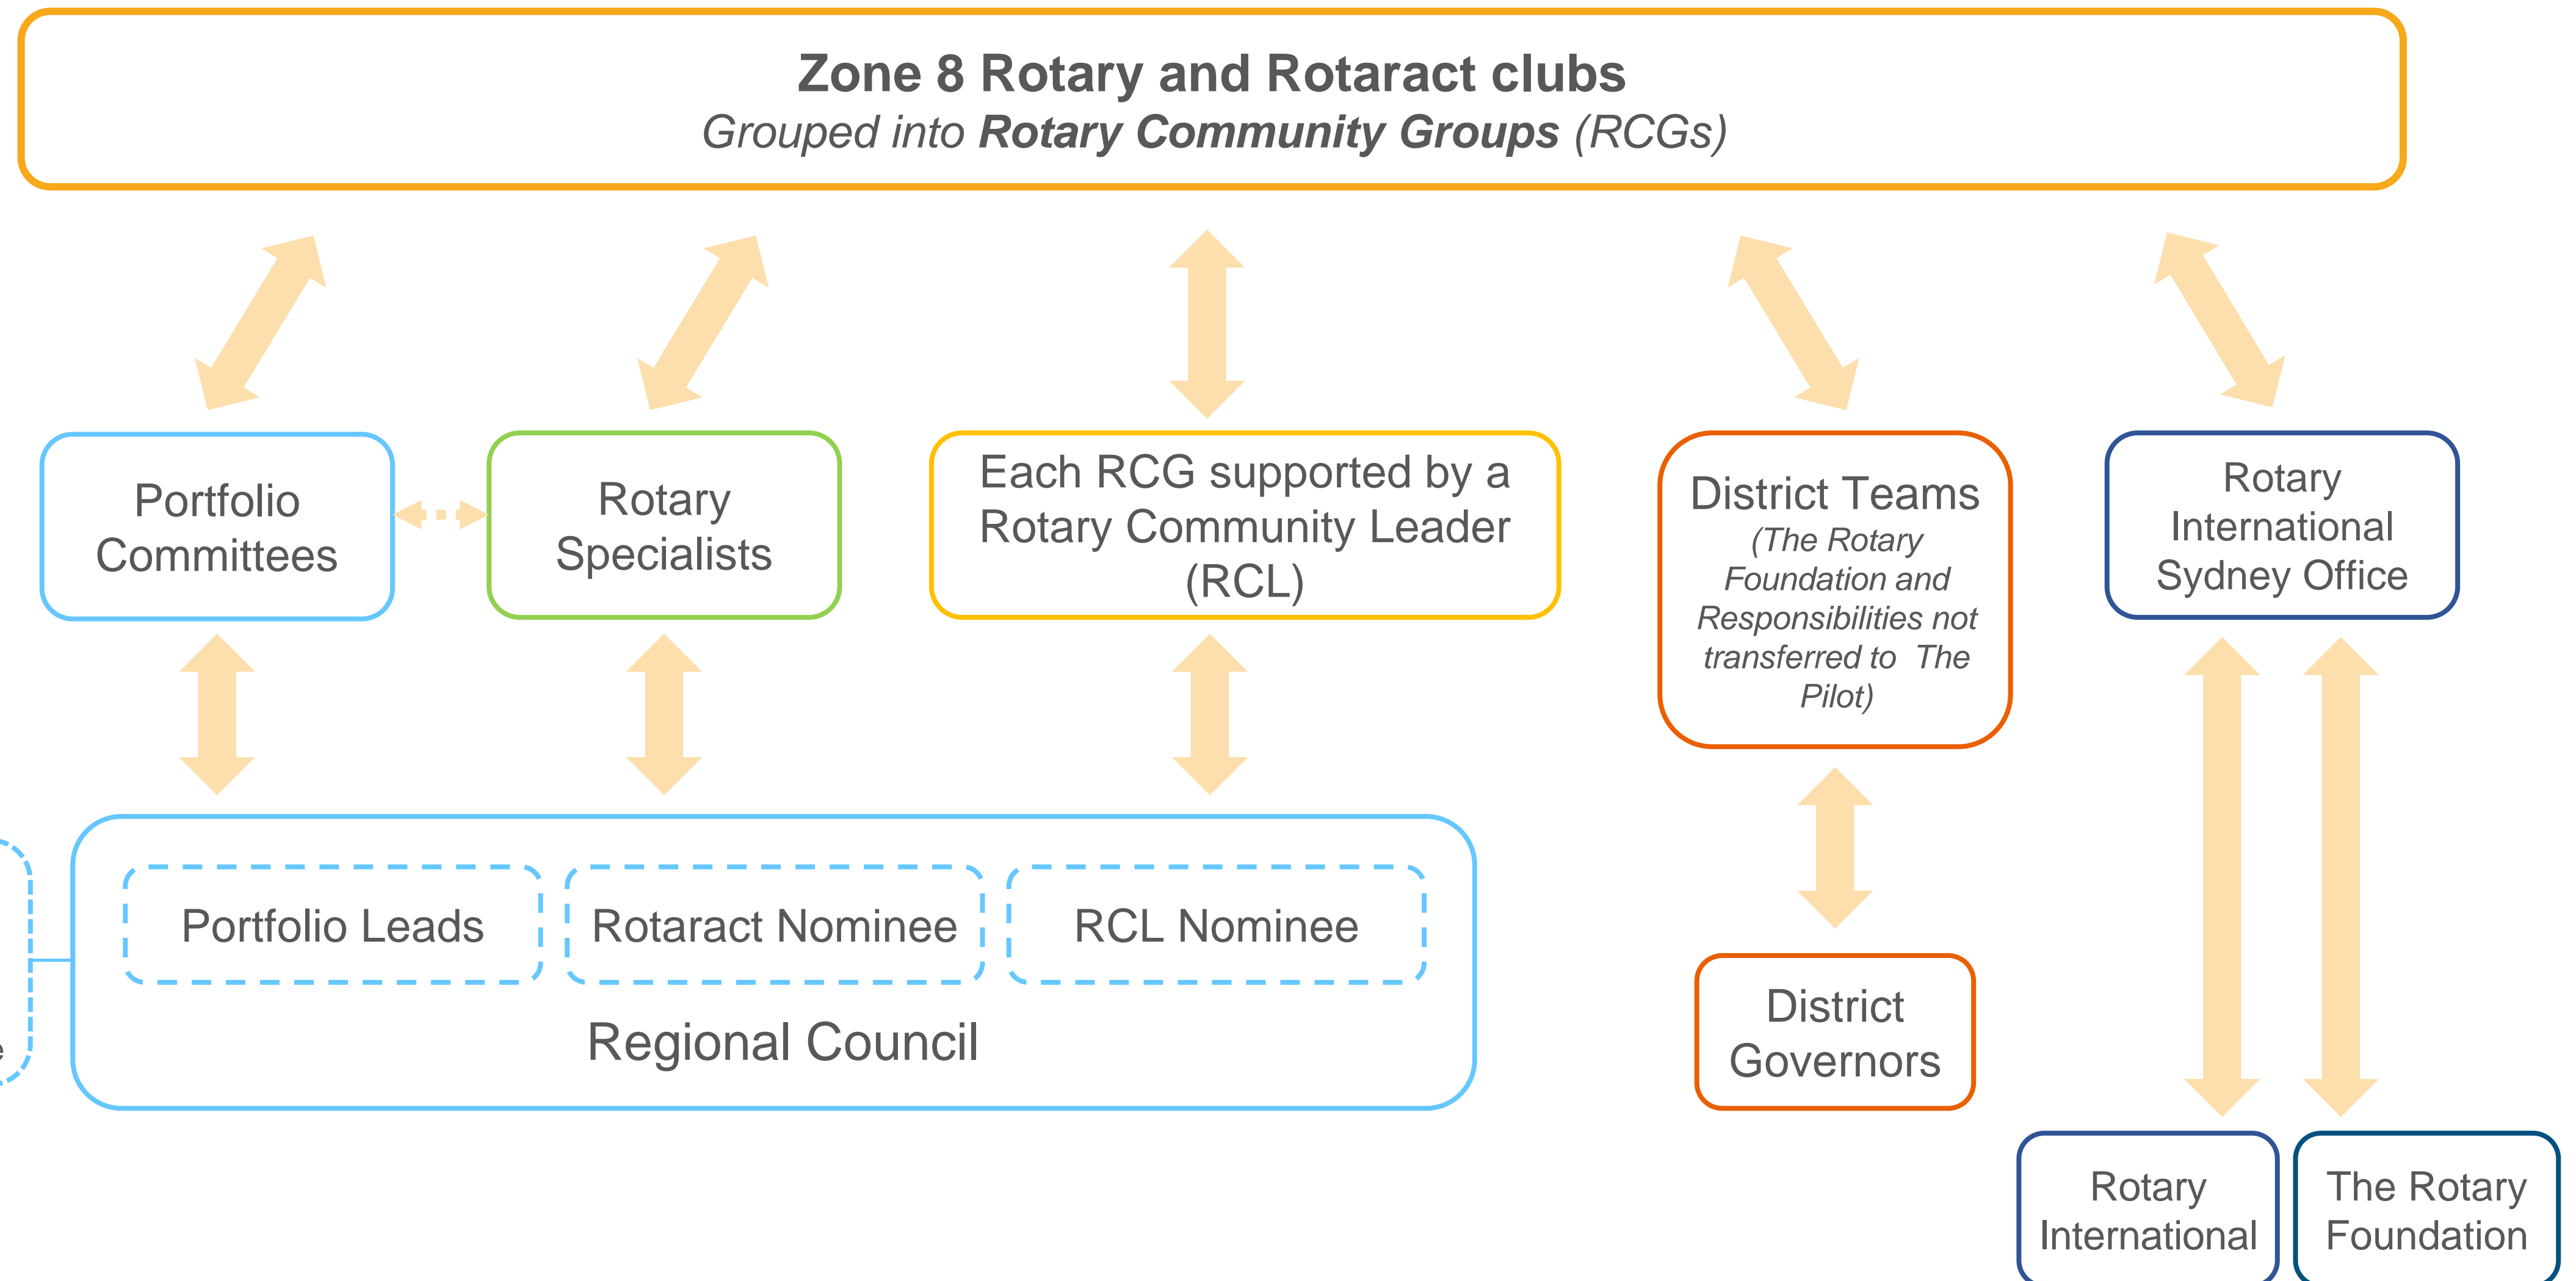 Zone 8 Rotary and Rotaract clubs
Grouped into Rotary Community Groups (RCGs)
Portfolio
Committees
Rotary
Specialists
Each RCG supported by a
Rotary Community Leader
(RCL)
District Teams
(The Rotary
Foundation and
Responsibilities not
transferred to The
Pilot)
Rotary
International
Sydney Office
Portfolio Leads
Rotaract Nominee
RCL Nominee
Regional Council
District
Governors
Rotary
International
The Rotary
Foundation